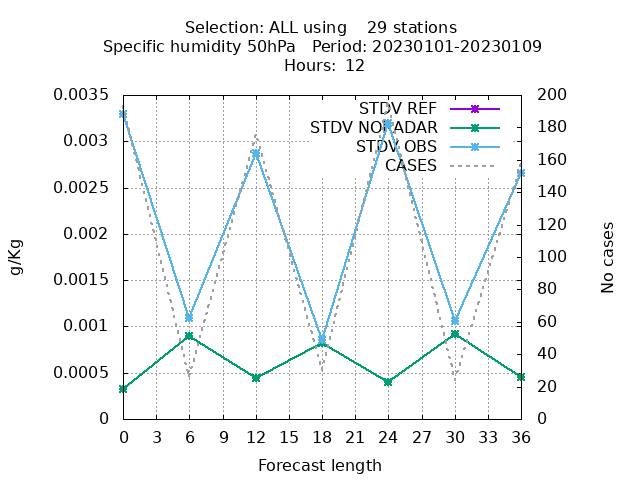 Selection: ALL using    29 stations
Specific humidity 50hPa   Period: 20230101-20230109
Hours: 12
STDV REF
STDV NORADAR
STDV OBS
CASES
0.0035
0.003
0.0025
0.002
0.0015
0.001
0.0005
0
200
180
160
140
120
100
80
60
40
20
0
g/Kg
No cases
0 3 6 9 12 15 18 21 24 27 30 33 36
Forecast length